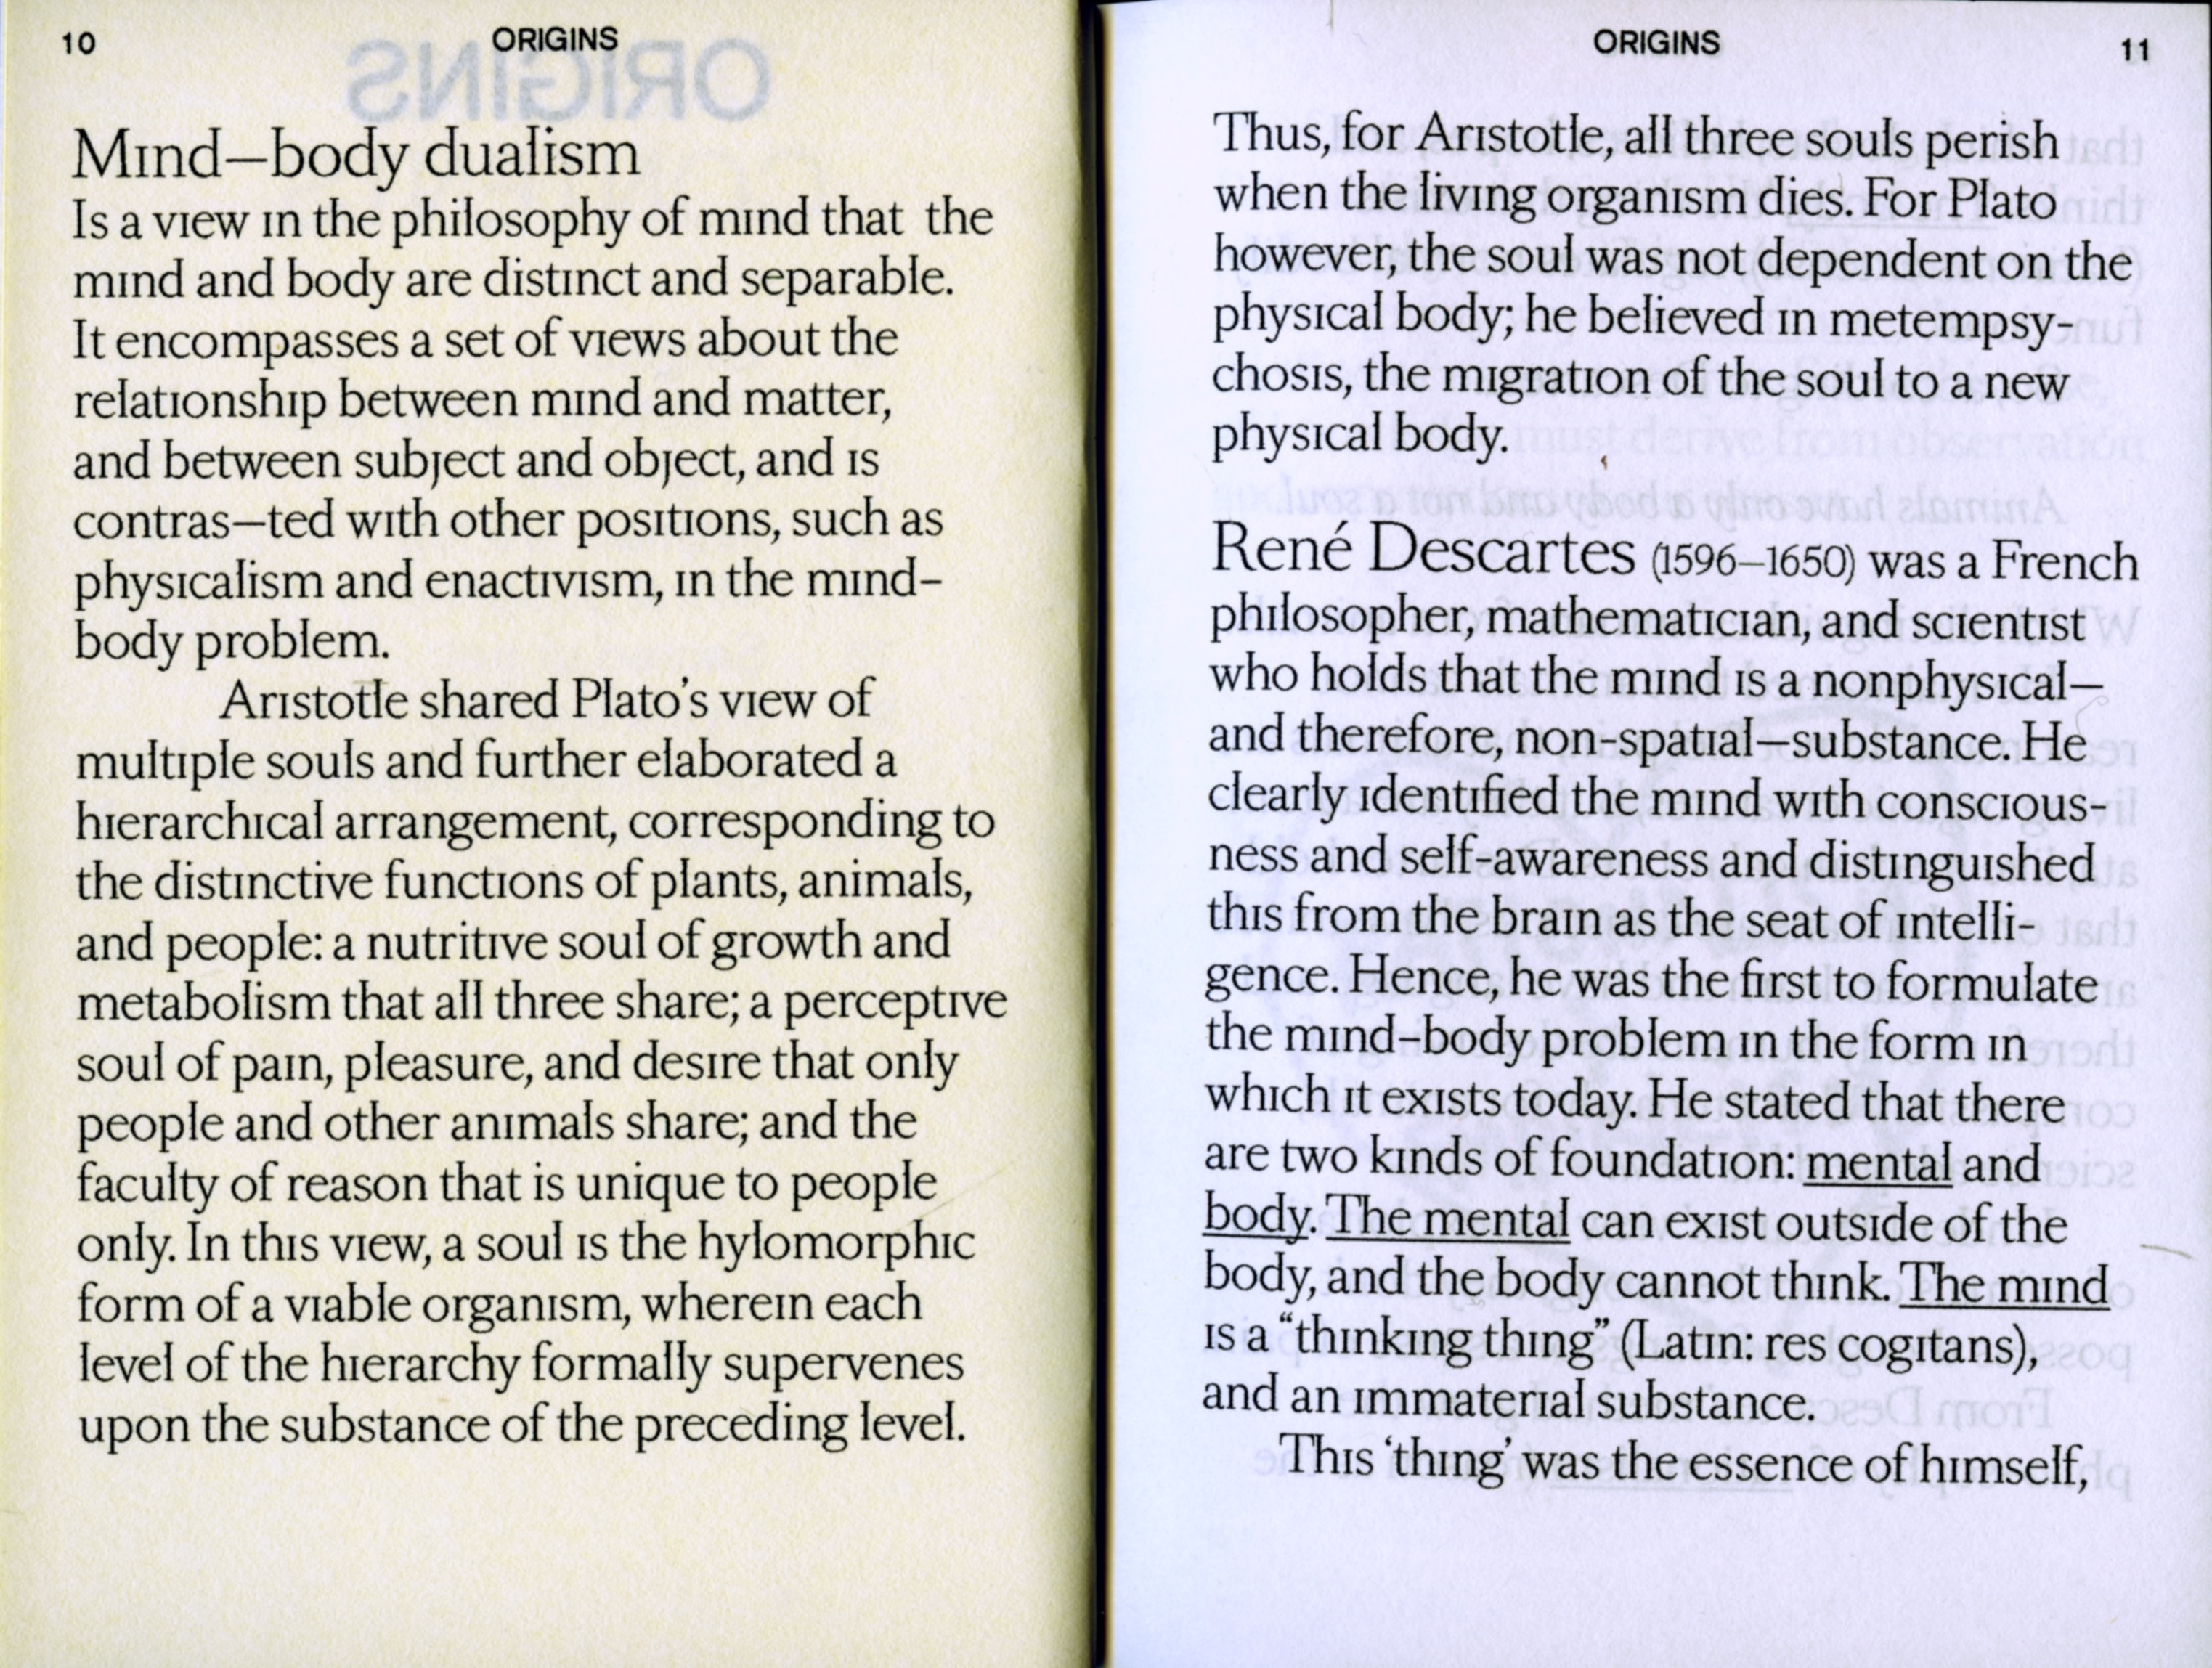 10
ORIGINS
Mind—body dualism
Is a view in the philosophy of mind that the
mind and body are distinct and separable.
It encompasses a set of views about the
relationship between mind and matter,
and between subject and object, and is
contras—ted with other positions, such as
physicalism and enactivism, in the mind–
body problem.
Aristotle shared Plato’s view of
multiple souls and further elaborated a
hierarchical arrangement, corresponding to
the distinctive functions of plants, animals,
and people: a nutritive soul of growth and
metabolism that all three share; a perceptive
soul of pain, pleasure, and desire that only
people and other animals share; and the
faculty of reason that is unique to people
only. In this view, a soul is the hylomorphic
form of a viable organism, wherein each
level of the hierarchy formally supervenes
upon the substance of the preceding level.
ORIGINS
11
Thus, for Aristotle, all three souls perish
when the living organism dies. For Plato
however, the soul was not dependent on the
physical body; he believed in metempsy-
chosis, the migration of the soul to a new
physical body.
René Descartes (1596–1650) was a French
philosopher, mathematician, and scientist
who holds that the mind is a nonphysical—
and therefore, non-spatial—substance. He
clearly identified the mind with conscious-
ness and self-awareness and distinguished
this from the brain as the seat of intelli-
gence. Hence, he was the first to formulate
the mind–body problem in the form in
which it exists today. He stated that there
are two kinds of foundation: mental and
body. The mental can exist outside of the
body, and the body cannot think. The mind
is a “thinking thing” (Latin: res cogitans),
and an immaterial substance.
This ‘thing’ was the essence of himself,